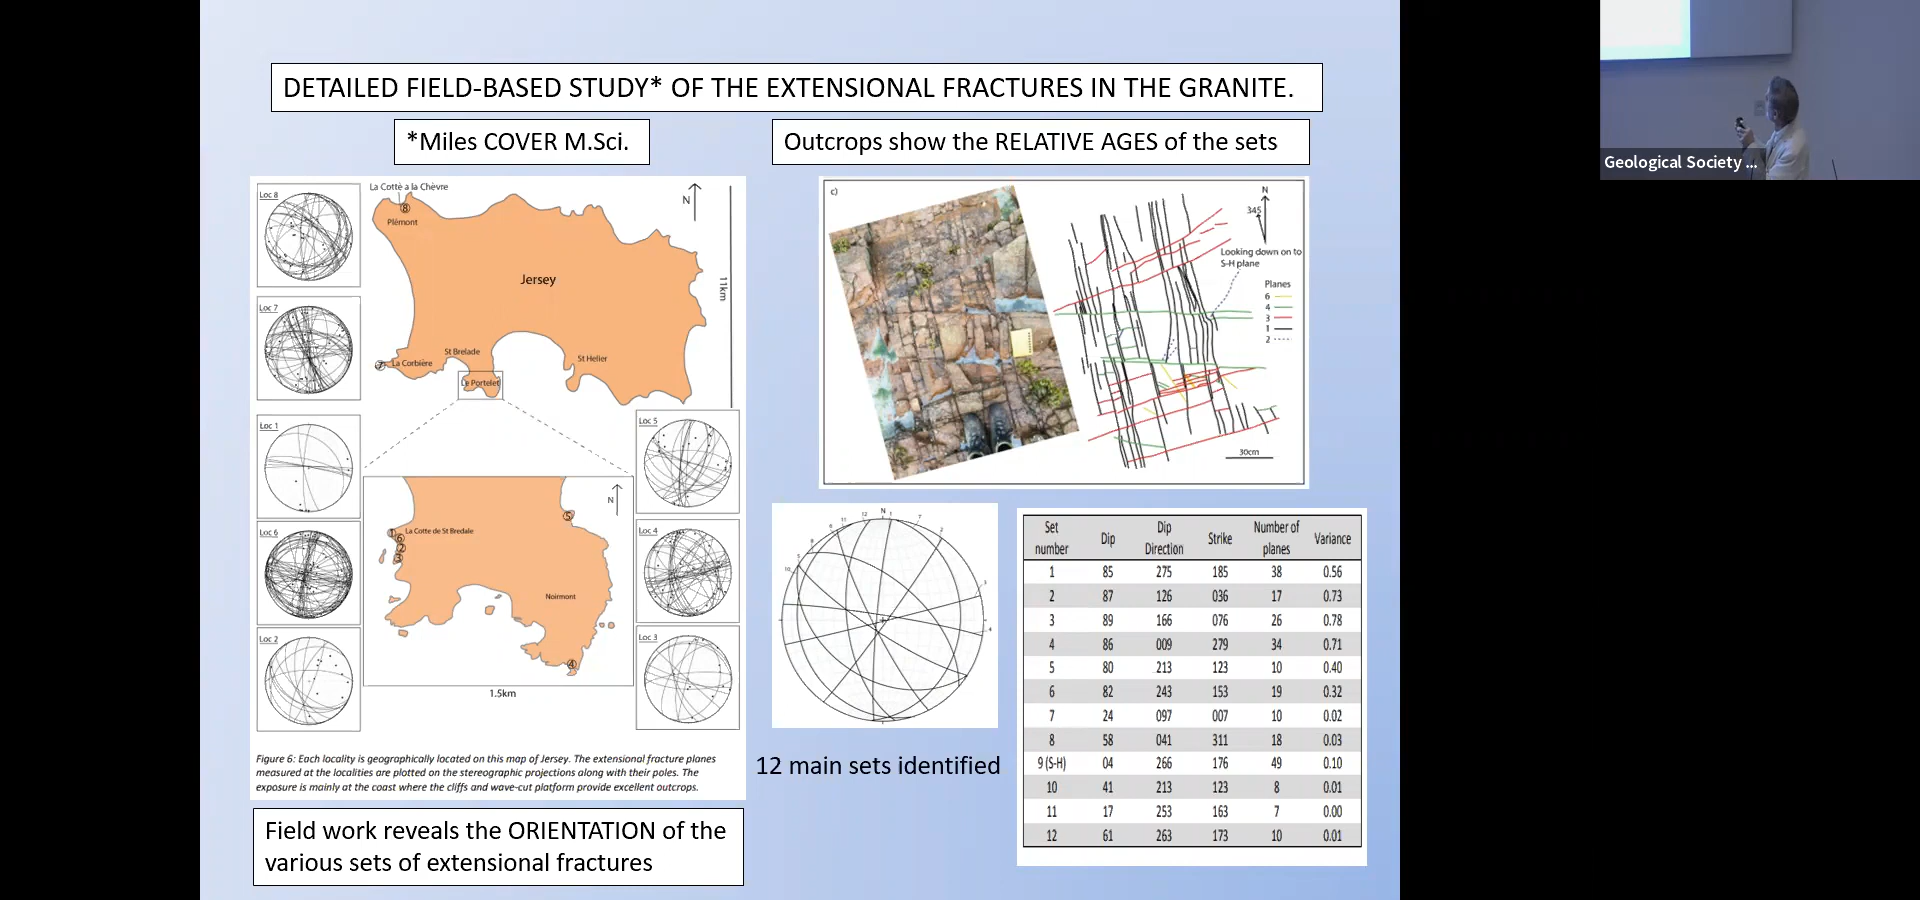 DETAILED FIELD-BASED STUDY* OF THE EXTENSIONAL FRACTURES IN THE GRANITE.
*Miles COVER M.Sci.
Outcrops show the RELATIVE AGES of the sets
Geological Society ...
Loc 8
La Cotte a la Chèvre
8
Plémont
N
Jersey
11km
Loc 7
St Brelade
7
La Corbière
St Helier
Le Portelet
Loc 1
Loc 5
N
1
La Cotte de St Bredale
6
2
3
5
Loc 6
Loc 4
Noirmont
Loc 2
Loc 3
4
1.5km
Figure 6: Each locality is geographically located on this map of Jersey. The extensional fracture planes
measured at the localities are plotted on the stereographic projections along with their poles. The
exposure is mainly at the coast where the cliffs and wave-cut platform provide excellent outcrops.
Field work reveals the ORIENTATION of the
various sets of extensional fractures
c)
N
345
Looking down on to
S-H plane
Planes
6
4
3
1
2
30cm
N
12 main sets identified
Set number Dip Dip Direction Strike Number of planes Variance
1 85 275 185 38 0.56
2 87 126 036 17 0.73
3 89 166 076 26 0.78
4 86 009 279 34 0.71
5 80 213 123 10 0.40
6 82 243 153 19 0.32
7 24 097 007 10 0.02
8 58 041 311 18 0.03
9 (S-H) 04 266 176 49 0.10
10 41 213 123 8 0.01
11 17 253 163 7 0.00
12 61 263 173 10 0.01